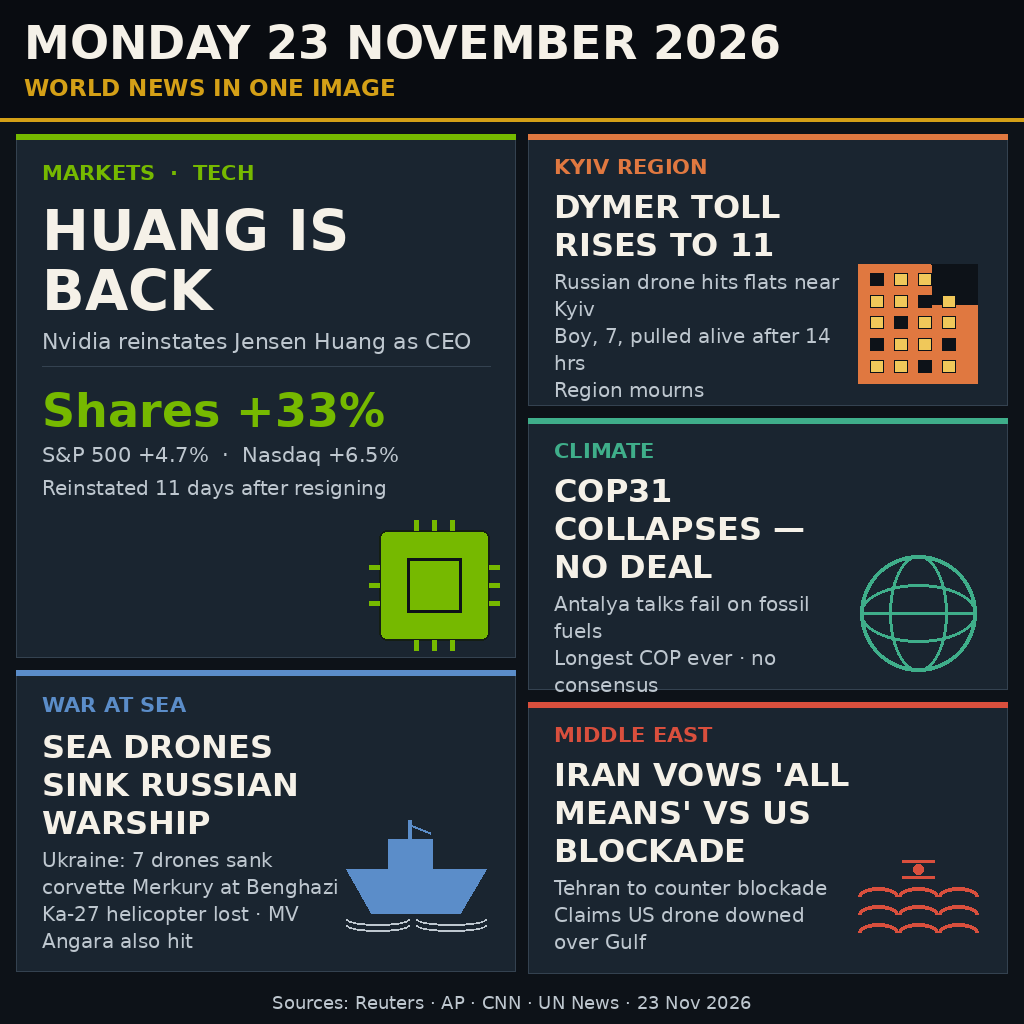 MONDAY 23 NOVEMBER 2026
WORLD NEWS IN ONE IMAGE
MARKETS · TECH
HUANG IS
BACK
Nvidia reinstates Jensen Huang as CEO
Shares +33%
S&P 500 +4.7% · Nasdaq +6.5%
Reinstated 11 days after resigning
WAR AT SEA
SEA DRONES
SINK RUSSIAN
WARSHIP
Ukraine: 7 drones sank
corvette Merkury at Benghazi
Ka-27 helicopter lost · MV
Angara also hit
KYIV REGION
DYMER TOLL
RISES TO 11
Russian drone hits flats near
Kyiv
Boy, 7, pulled alive after 14
hrs
Region mourns
CLIMATE
COP31
COLLAPSES —
NO DEAL
Antalya talks fail on fossil
fuels
Longest COP ever · no
consensus
MIDDLE EAST
IRAN VOWS 'ALL
MEANS' VS US
BLOCKADE
Tehran to counter blockade
Claims US drone downed
over Gulf
Sources: Reuters · AP · CNN · UN News · 23 Nov 2026